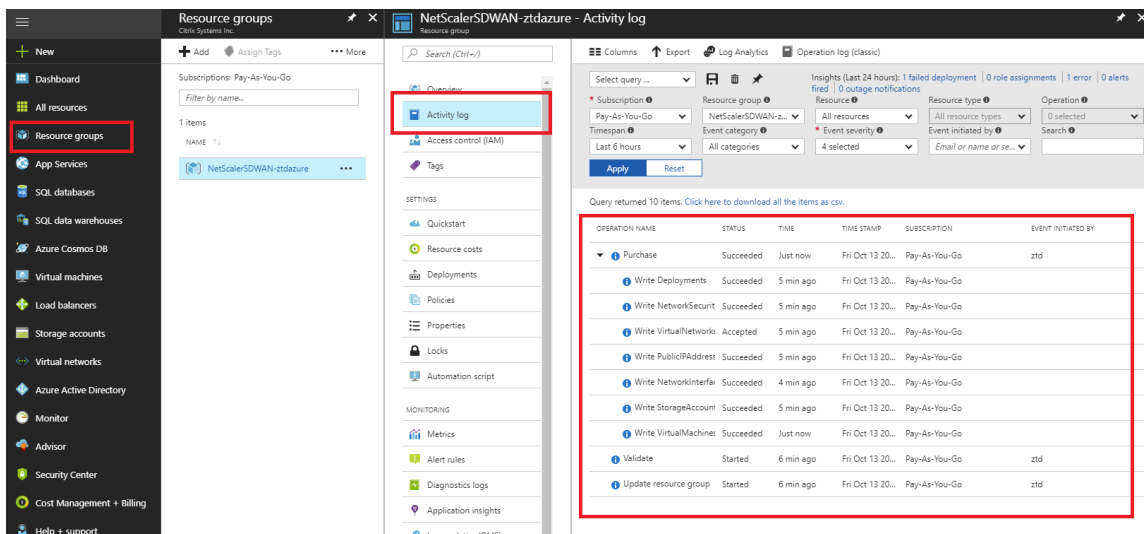 Resource groups
Citrix Systems Inc.
NetScalerSDWAN-ztdazure - Activity log
Resource group
New
Dashboard
All resources
Resource groups
App Services
SQL databases
SQL data warehouses
Azure Cosmos DB
Virtual machines
Load balancers
Storage accounts
Virtual networks
Azure Active Directory
Monitor
Advisor
Security Center
Cost Management + Billing
Help + support
Add Assign Tags ••• More
Subscriptions: Pay-As-You-Go
Filter by name...
1 items
NAME
NetScalerSDWAN-ztdazure •••
Search (Ctrl+/)
Overview
Activity log
Access control (IAM)
Tags
SETTINGS
Quickstart
Resource costs
Deployments
Policies
Properties
Locks
Automation script
MONITORING
Metrics
Alert rules
Diagnostics logs
Application insights
Columns Export Log Analytics Operation log (classic)
Select query ...
Insights (Last 24 hours): 1 failed deployment | 0 role assignments | 1 error | 0 alerts
fired | 0 outage notifications
* Subscription Resource group Resource Resource type Operation
Pay-As-You-Go NetScalerSDWAN-z... All resources All resource types 0 selected
Timespan Event category * Event severity Event initiated by Search
Last 6 hours All categories 4 selected Email or name or se...
Apply Reset
Query returned 10 items. Click here to download all the items as csv.
OPERATION NAME STATUS TIME TIME STAMP SUBSCRIPTION EVENT INITIATED BY
Purchase Succeeded Just now Fri Oct 13 20... Pay-As-You-Go ztd
Write Deployments Succeeded 5 min ago Fri Oct 13 20... Pay-As-You-Go
Write NetworkSecurit Succeeded 5 min ago Fri Oct 13 20... Pay-As-You-Go
Write VirtualNetworks Accepted 5 min ago Fri Oct 13 20... Pay-As-You-Go
Write PublicIPAddress Succeeded 5 min ago Fri Oct 13 20... Pay-As-You-Go
Write NetworkInterfac Succeeded 4 min ago Fri Oct 13 20... Pay-As-You-Go
Write StorageAccount Succeeded 5 min ago Fri Oct 13 20... Pay-As-You-Go
Write VirtualMachines Succeeded Just now Fri Oct 13 20... Pay-As-You-Go
Validate Started 6 min ago Fri Oct 13 20... Pay-As-You-Go ztd
Update resource group Started 6 min ago Fri Oct 13 20... Pay-As-You-Go ztd